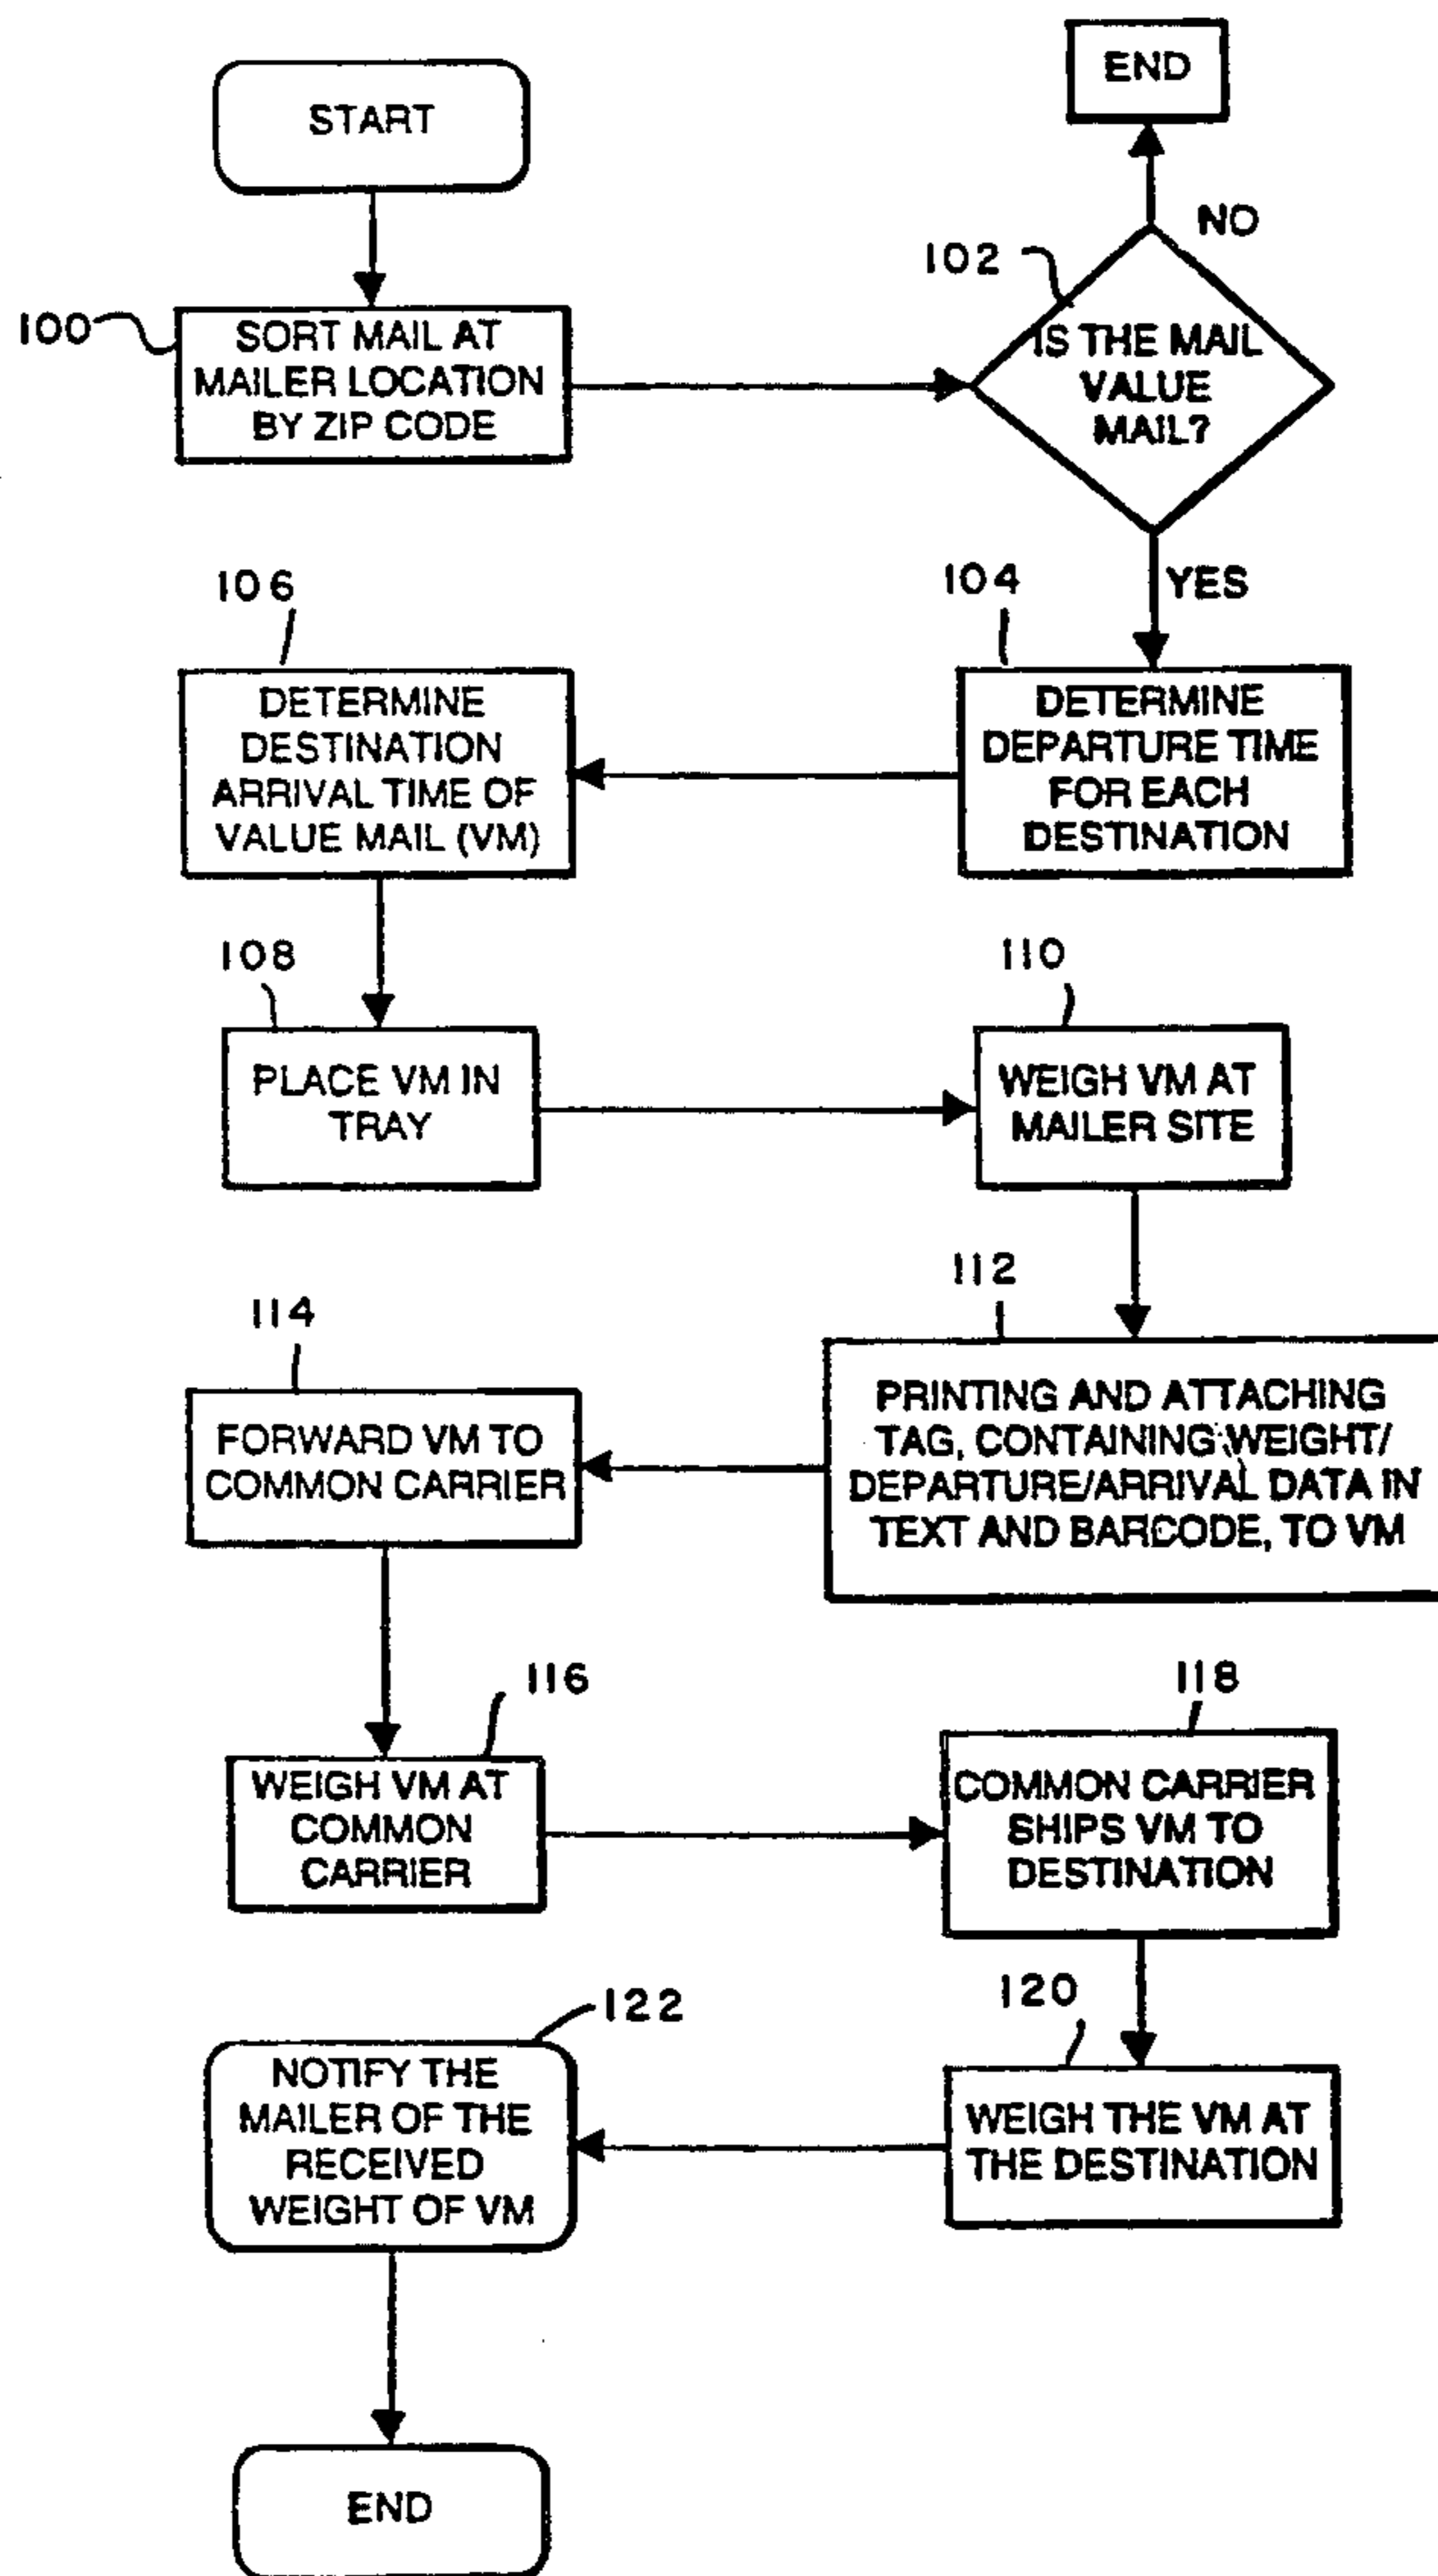 START
100
SORT MAIL AT
MAILER LOCATION
BY ZIP CODE
END
NO
102
IS THE MAIL
VALUE
MAIL?
YES
104
DETERMINE
DEPARTURE TIME
FOR EACH
DESTINATION
106
DETERMINE
DESTINATION
ARRIVAL TIME OF
VALUE MAIL (VM)
108
PLACE VM IN
TRAY
110
WEIGH VM AT
MAILER SITE
112
PRINTING AND ATTACHING
TAG, CONTAINING WEIGHT/
DEPARTURE/ARRIVAL DATA IN
TEXT AND BARCODE, TO VM
114
FORWARD VM TO
COMMON CARRIER
116
WEIGH VM AT
COMMON
CARRIER
118
COMMON CARRIER
SHIPS VM TO
DESTINATION
120
WEIGH THE VM AT
THE DESTINATION
122
NOTIFY THE
MAILER OF THE
RECEIVED
WEIGHT OF VM
END